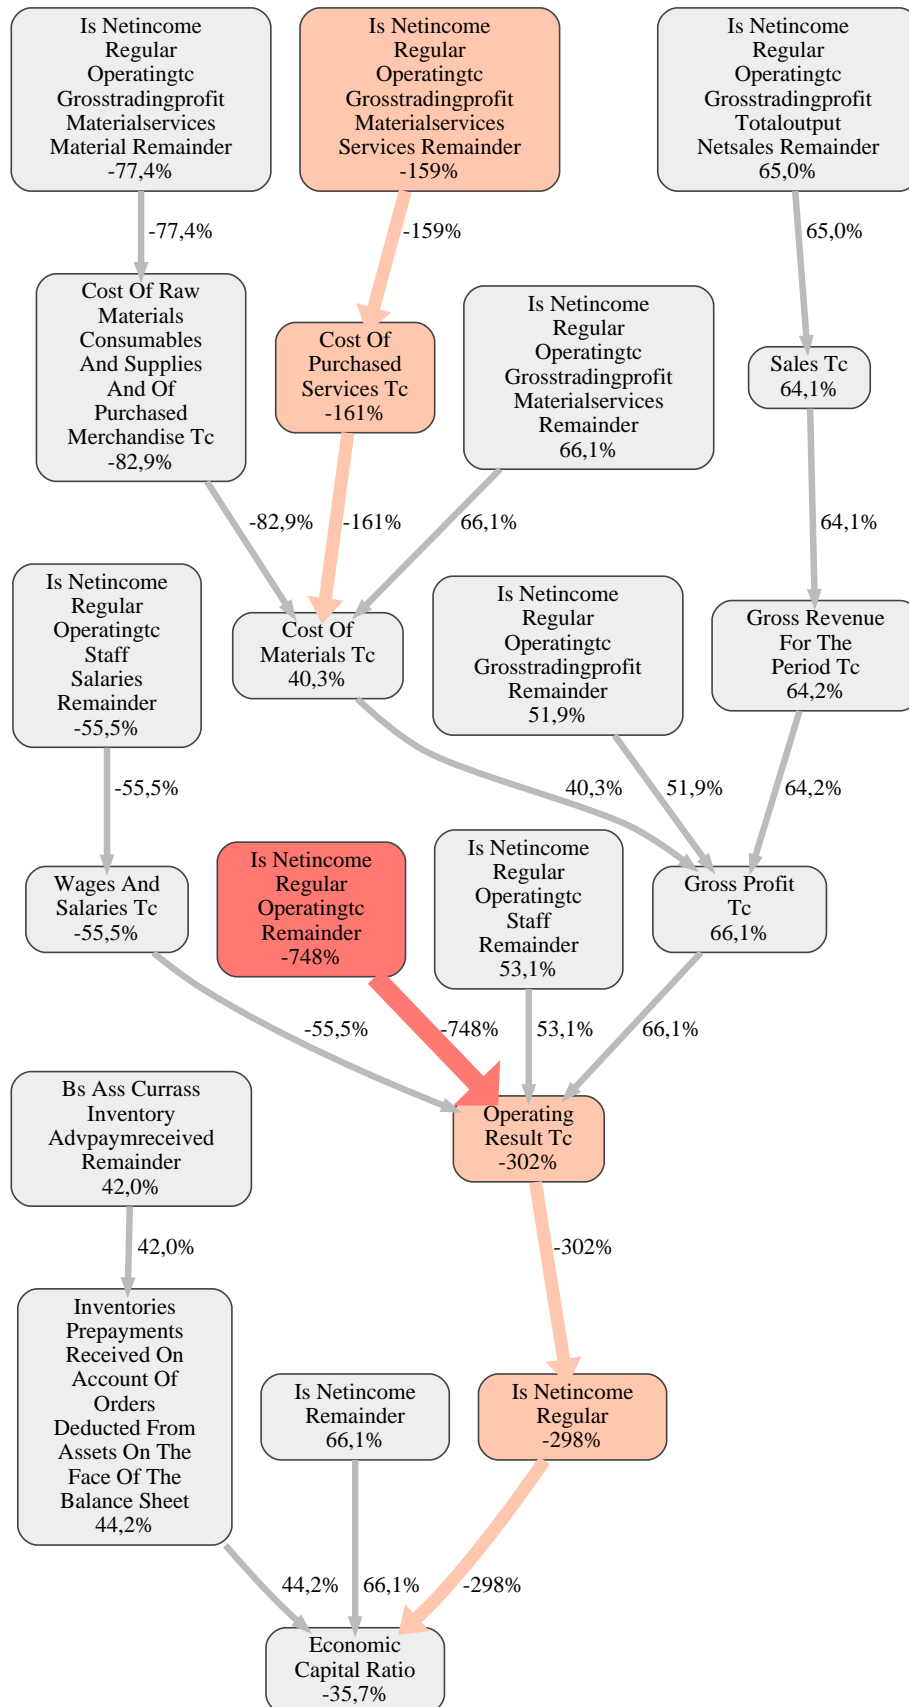 Is Netincome
Regular
Operatingtc
Grosstradingprofit
Materialservices
Material Remainder
-77,4%
Is Netincome
Regular
Operatingtc
Grosstradingprofit
Materialservices
Services Remainder
-159%
Is Netincome
Regular
Operatingtc
Grosstradingprofit
Totaloutput
Netsales Remainder
65,0%
-77,4%
-159%
65,0%
Cost Of Raw
Materials
Consumables
And Supplies
And Of
Purchased
Merchandise Tc
-82,9%
Cost Of
Purchased
Services Tc
-161%
Is Netincome
Regular
Operatingtc
Grosstradingprofit
Materialservices
Remainder
66,1%
Sales Tc
64,1%
-82,9%
-161%
66,1%
64,1%
Is Netincome
Regular
Operatingtc
Staff
Salaries
Remainder
-55,5%
Cost Of
Materials Tc
40,3%
Is Netincome
Regular
Operatingtc
Grosstradingprofit
Remainder
51,9%
Gross Revenue
For The
Period Tc
64,2%
-55,5%
40,3%
51,9%
64,2%
Wages And
Salaries Tc
-55,5%
Is Netincome
Regular
Operatingtc
Remainder
-748%
Is Netincome
Regular
Operatingtc
Staff
Remainder
53,1%
Gross Profit
Tc
66,1%
-55,5%
-748%
53,1%
66,1%
Bs Ass Currass
Inventory
Advpaymreceived
Remainder
42,0%
Operating
Result Tc
-302%
42,0%
-302%
Inventories
Prepayments
Received On
Account Of
Orders
Deducted From
Assets On The
Face Of The
Balance Sheet
44,2%
Is Netincome
Remainder
66,1%
Is Netincome
Regular
-298%
44,2%
66,1%
-298%
Economic
Capital Ratio
-35,7%